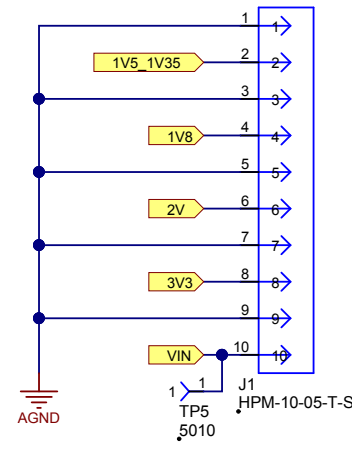 1 1
1V5_1V35 2 2
3 3
1V8 4 4
5 5
2V 6 6
7 7
3V3 8 8
9 9
VIN 10 10
1 1
J1
HPM-10-05-T-S
TP5
5010
AGND